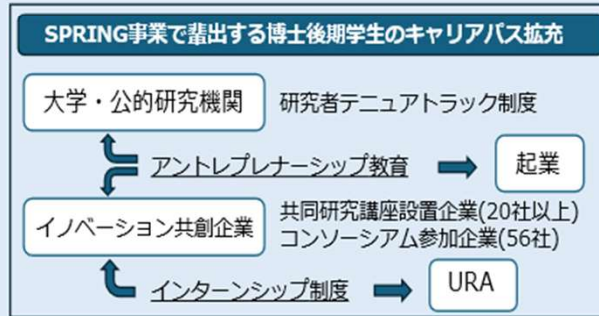 SPRING事業で輩出する博士後期学生のキャリアパス拡充
大学・公的研究機関 研究者テニュアトラック制度
アントレプレナーシップ教育 起業
イノベーション共創企業 共同研究講座設置企業(20社以上)
コンソーシアム参加企業(56社)
インターンシップ制度 URA